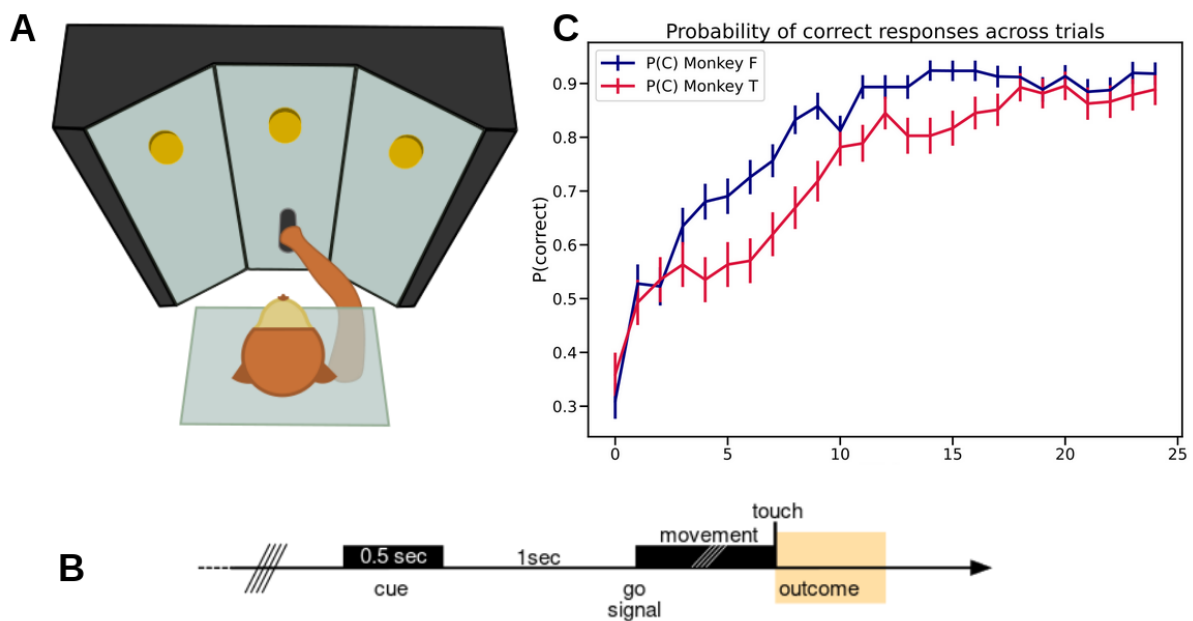 A
C
Probability of correct responses across trials
P(C) Monkey F
P(C) Monkey T
P(correct)
0.9
0.8
0.7
0.6
0.5
0.4
0.3
0 5 10 15 20 25
B
0.5 sec
cue
1sec
go
signal
movement
touch
outcome